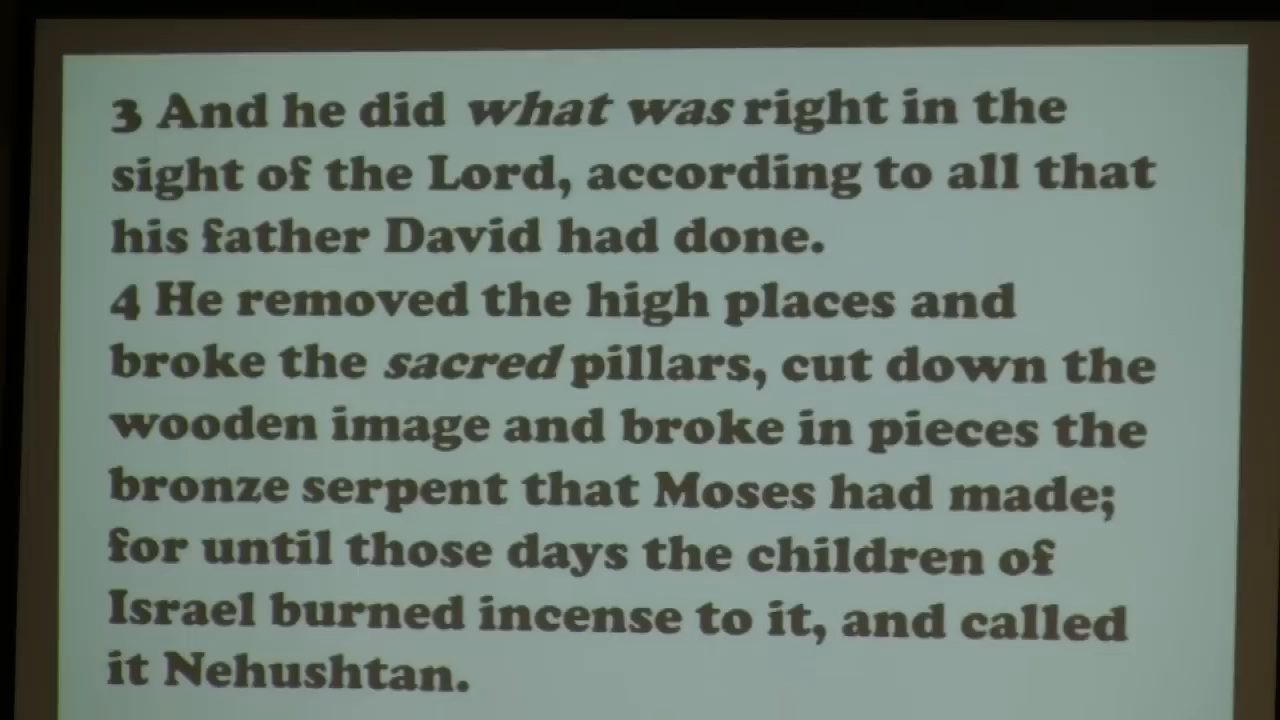 3 And he did what was right in the
sight of the Lord, according to all that
his father David had done.
4 He removed the high places and
broke the sacred pillars, cut down the
wooden image and broke in pieces the
bronze serpent that Moses had made;
for until those days the children of
Israel burned incense to it, and called
it Nehushtan.